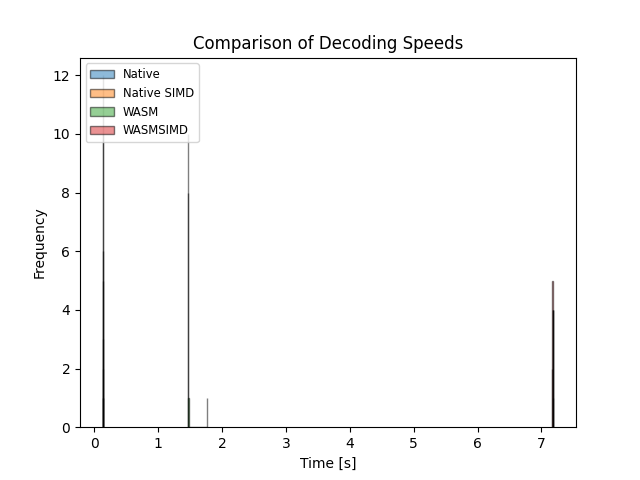 Comparison of Decoding Speeds
Native
Native SIMD
WASM
WASMSIMD
12
10
8
6
4
2
0
Frequency
0 1 2 3 4 5 6 7
Time [s]